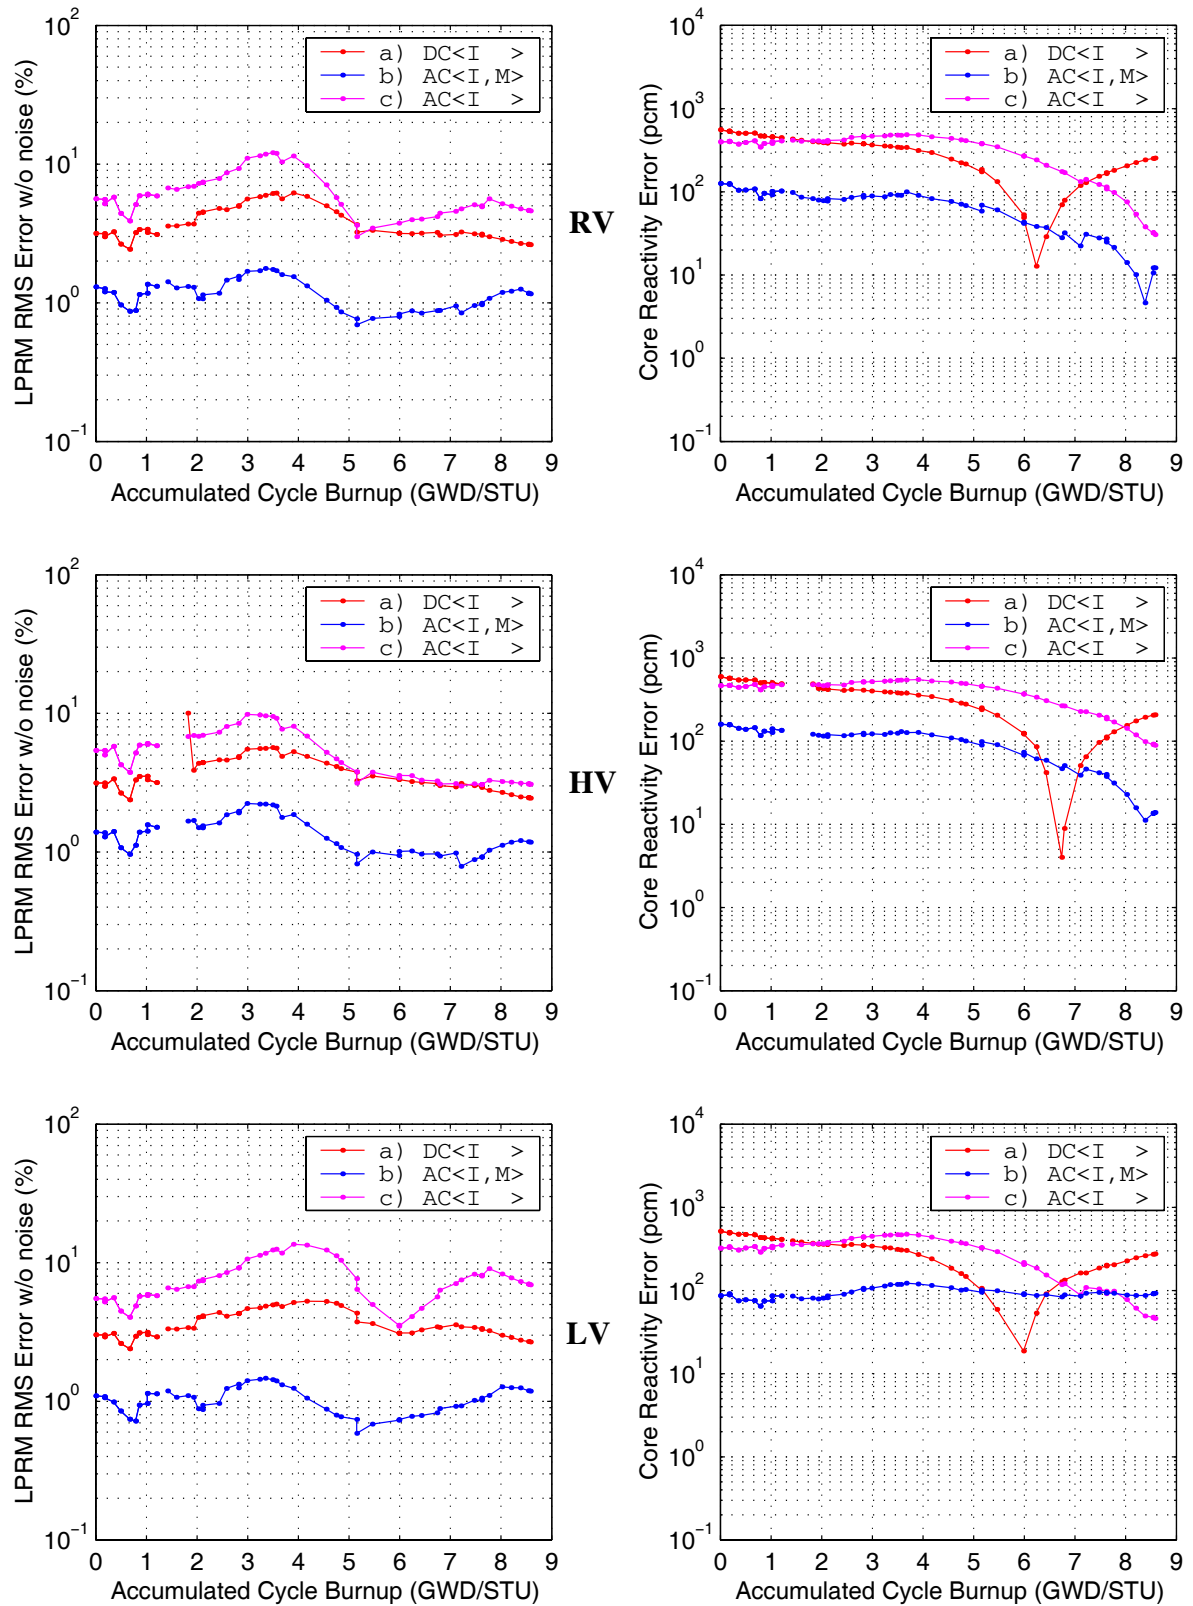 10^2
10^1
10^0
10^−1
LPRM RMS Error w/o noise (%)
a) DC<I  >
b) AC<I,M>
c) AC<I  >
0 1 2 3 4 5 6 7 8 9
Accumulated Cycle Burnup (GWD/STU)
RV
10^4
10^3
10^2
10^1
10^0
10^−1
Core Reactivity Error (pcm)
a) DC<I  >
b) AC<I,M>
c) AC<I  >
0 1 2 3 4 5 6 7 8 9
Accumulated Cycle Burnup (GWD/STU)
10^2
10^1
10^0
10^−1
LPRM RMS Error w/o noise (%)
a) DC<I  >
b) AC<I,M>
c) AC<I  >
0 1 2 3 4 5 6 7 8 9
Accumulated Cycle Burnup (GWD/STU)
HV
10^4
10^3
10^2
10^1
10^0
10^−1
Core Reactivity Error (pcm)
a) DC<I  >
b) AC<I,M>
c) AC<I  >
0 1 2 3 4 5 6 7 8 9
Accumulated Cycle Burnup (GWD/STU)
10^2
10^1
10^0
10^−1
LPRM RMS Error w/o noise (%)
a) DC<I  >
b) AC<I,M>
c) AC<I  >
0 1 2 3 4 5 6 7 8 9
Accumulated Cycle Burnup (GWD/STU)
LV
10^4
10^3
10^2
10^1
10^0
10^−1
Core Reactivity Error (pcm)
a) DC<I  >
b) AC<I,M>
c) AC<I  >
0 1 2 3 4 5 6 7 8 9
Accumulated Cycle Burnup (GWD/STU)